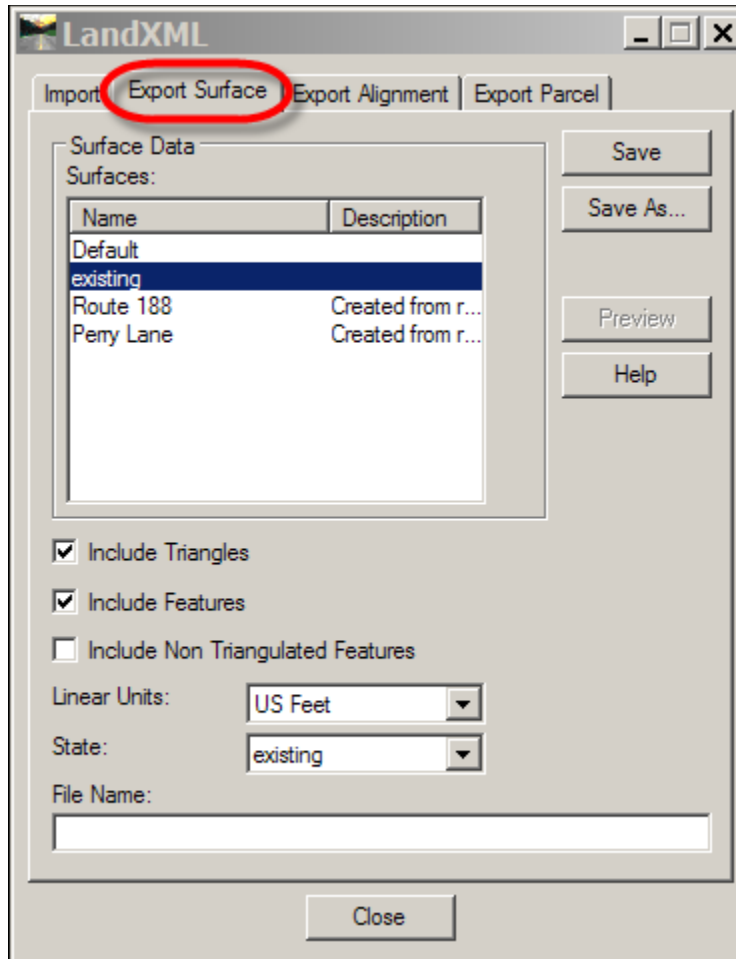 LandXML
Import Export Surface Export Alignment Export Parcel
Surface Data
Surfaces:
Name Description
Default
existing
Route 188 Created from r...
Perry Lane Created from r...
Save
Save As...
Preview
Help
Include Triangles
Include Features
Include Non Triangulated Features
Linear Units: US Feet
State: existing
File Name:
Close